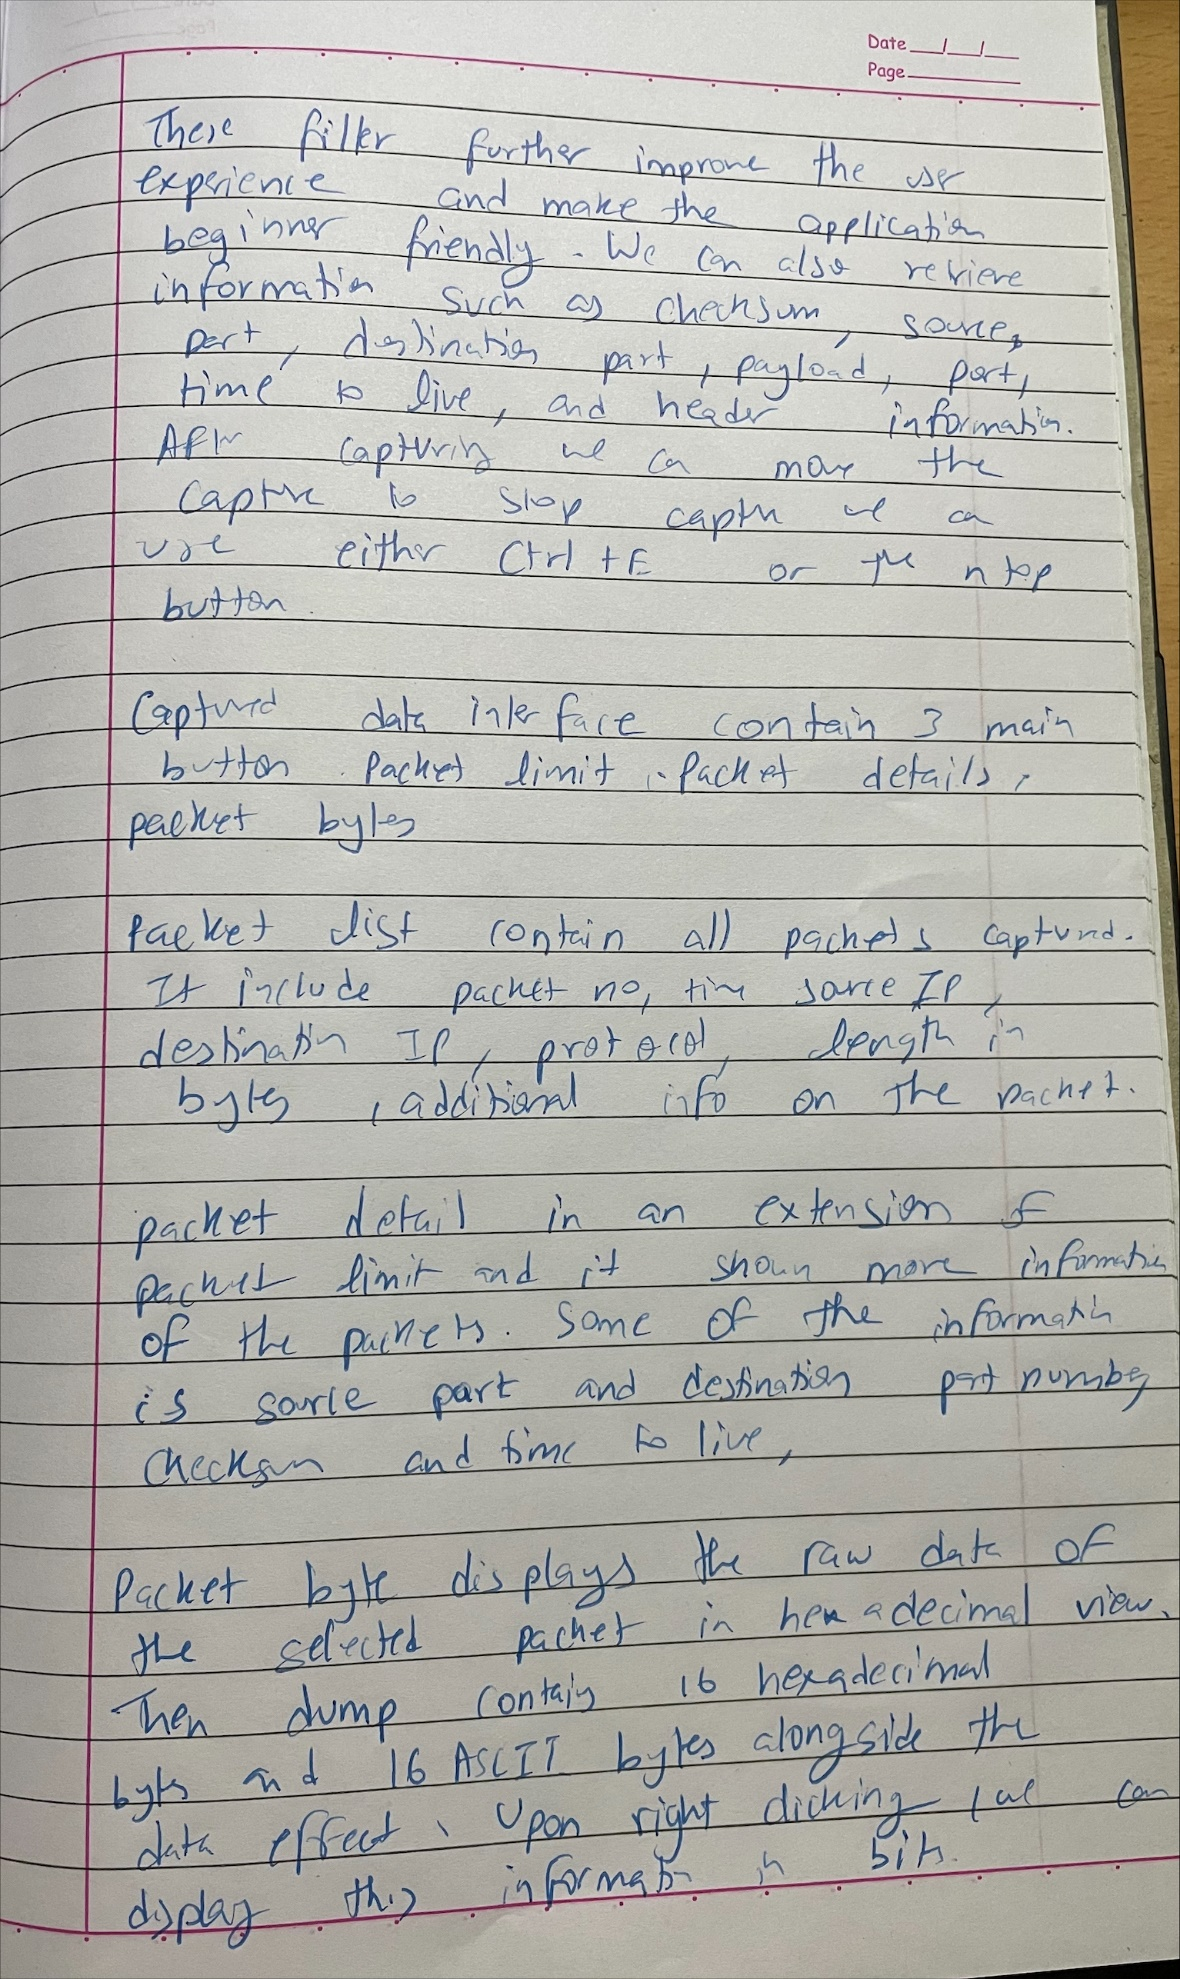 Date __/__/__
Page
These filter further improve the user
experience and make the application
beginner friendly. We can also retrieve
information such as checksum, source,
port, destination port, payload, port,
time to live, and header information.
After capturing we can move the
capture to stop capture we can
use either Ctrl + E or the top
button.
Captured data interface contain 3 main
button. Packet limit, Packet details,
packet bytes
Packet list contain all packets captured.
It include packet no, time source IP,
destination IP, protocol, length in
bytes, additional info on the packet.
packet detail in an extension of
packet limit and it shown more information
of the packets. Some of the information
is source port and destination port number
checksum and time to live,
Packet byte displays the raw data of
the selected packet in hexadecimal view.
Then dump contains 16 hexadecimal
bytes and 16 ASCII bytes alongside the
data effect. Upon right clicking, we can
display this information in bits.